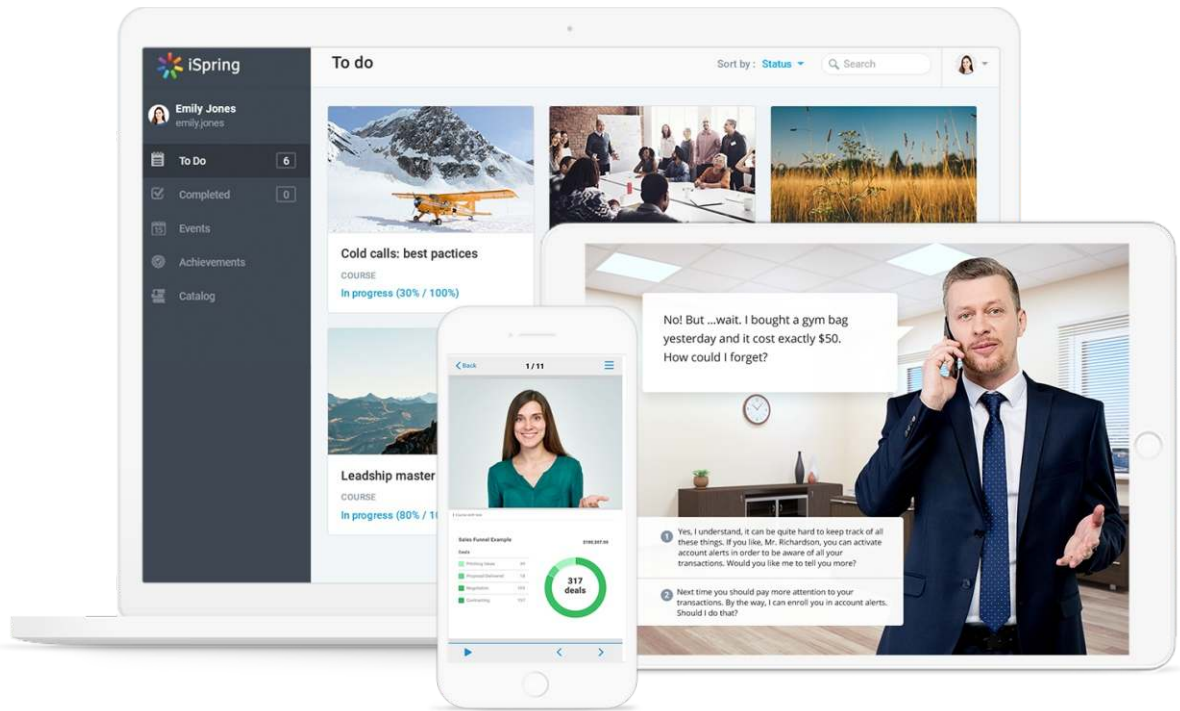 iSpring
To do
Sort by : Status
Search
Emily Jones
emily.jones
To Do 6
Completed 0
15 Events
Achievements
Catalog
Cold calls: best pactices
COURSE
In progress (30% / 100%)
Leadship master
COURSE
In progress (80% / 1
Back 1 / 11
Sales Funnel Example
Deals
Negotiation
Contracting
317
deals
No! But ...wait. I bought a gym bag
yesterday and it cost exactly $50.
How could I forget?
1 Yes, I understand, it can be quite hard to keep track of all
these things. If you like, Mr. Richardson, you can activate
account alerts in order to be aware of all your
transactions. Would you like me to tell you more?
2 Next time you should pay more attention to your
transactions. By the way, I can enroll you in account alerts.
Should I do that?